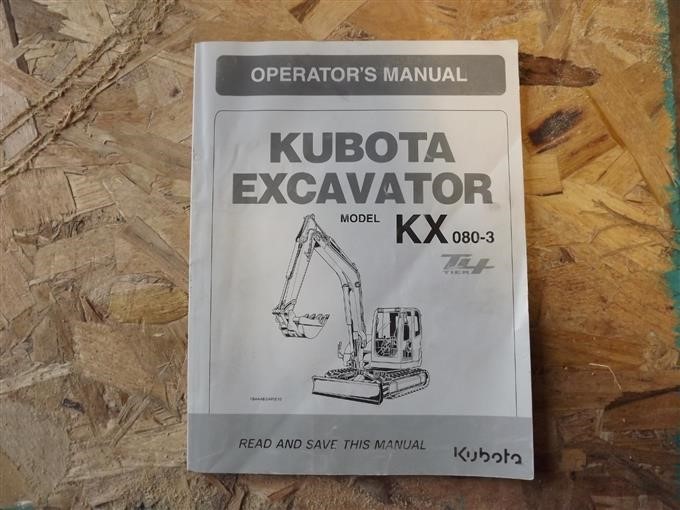 OPERATOR'S MANUAL
KUBOTA
EXCAVATOR
MODEL KX 080-3
T4
TIER
READ AND SAVE THIS MANUAL
Kubota